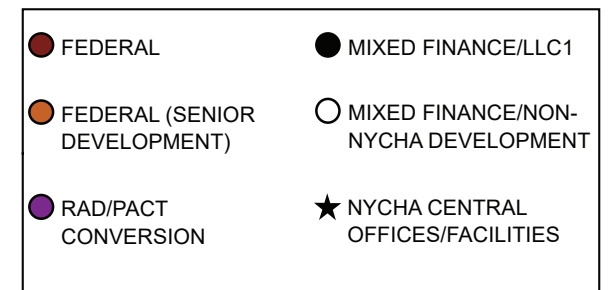 FEDERAL
FEDERAL (SENIOR
DEVELOPMENT)
RAD/PACT
CONVERSION
MIXED FINANCE/LLC1
MIXED FINANCE/NON-
NYCHA DEVELOPMENT
NYCHA CENTRAL
OFFICES/FACILITIES